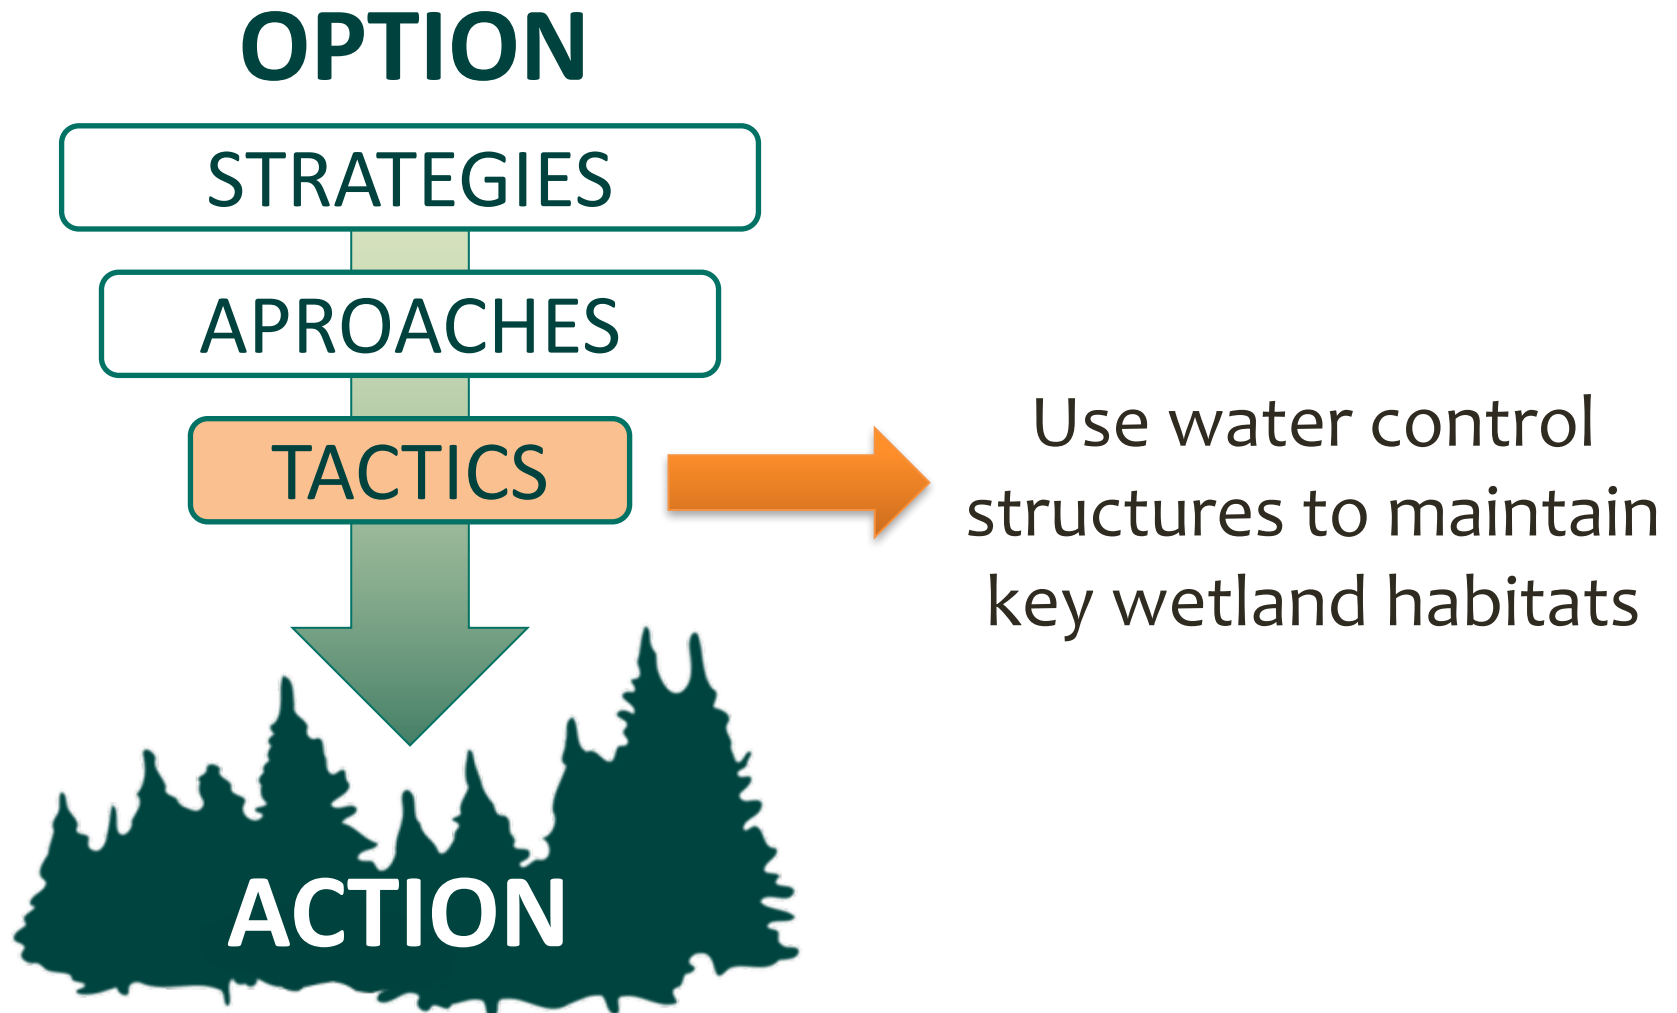 OPTION
STRATEGIES
APROACHES
TACTICS
Use water control
structures to maintain
key wetland habitats
ACTION